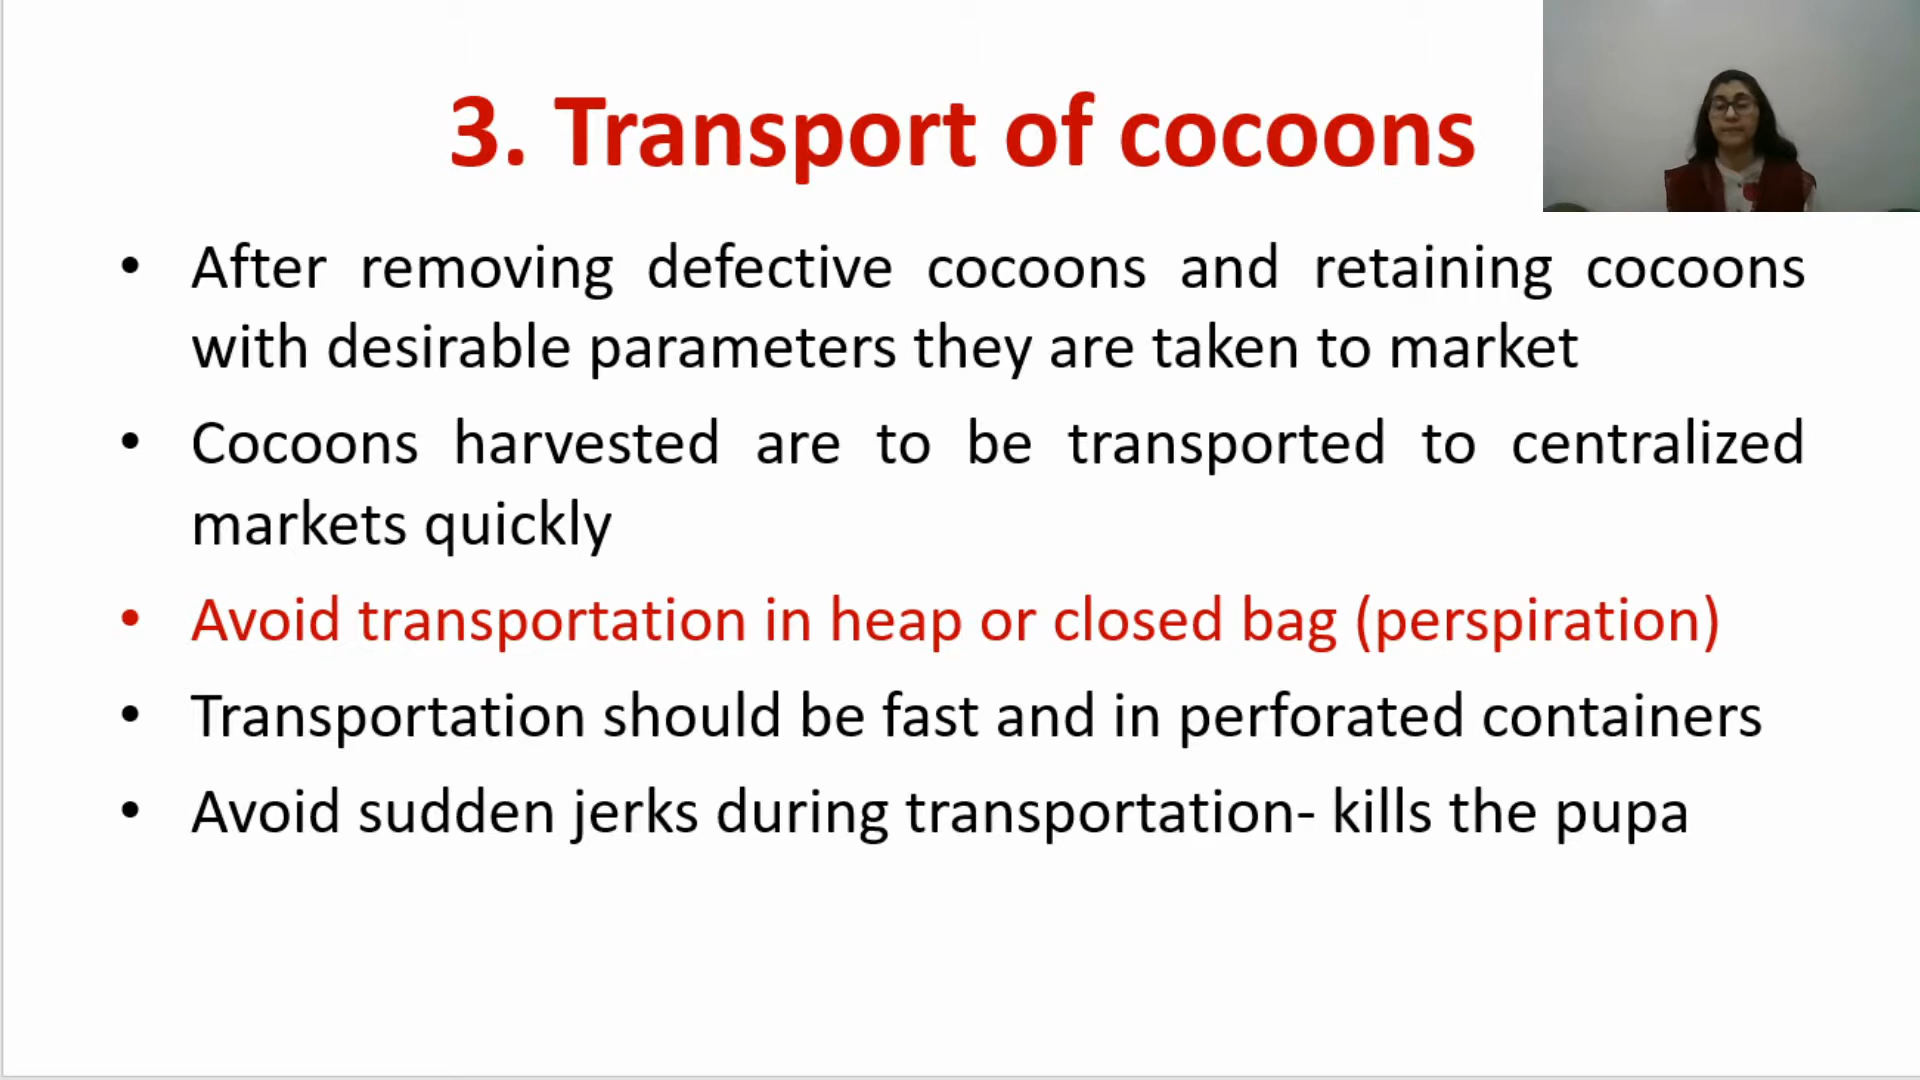 3. Transport of cocoons
• After removing defective cocoons and retaining cocoons
with desirable parameters they are taken to market
• Cocoons harvested are to be transported to centralized
markets quickly
• Avoid transportation in heap or closed bag (perspiration)
• Transportation should be fast and in perforated containers
• Avoid sudden jerks during transportation- kills the pupa